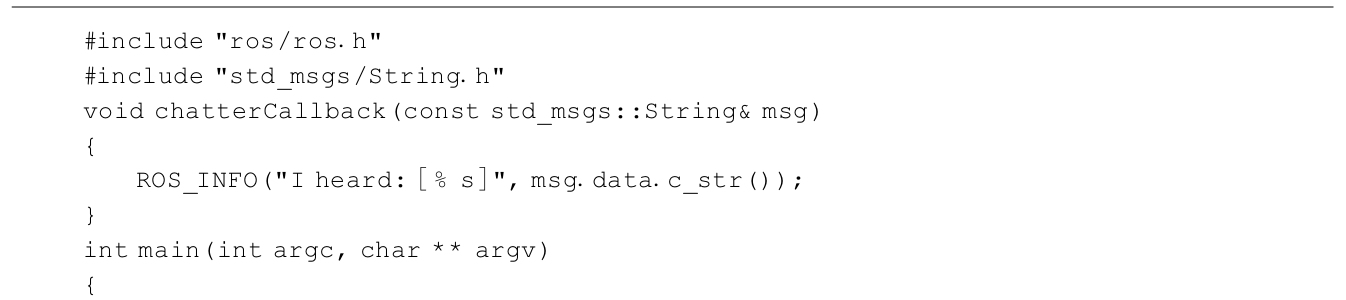 #include "ros/ros.h"
#include "std_msgs/String.h"
void chatterCallback(const std_msgs::String& msg)
{
    ROS_INFO("I heard: [% s]", msg.data.c_str());
}
int main(int argc, char ** argv)
{